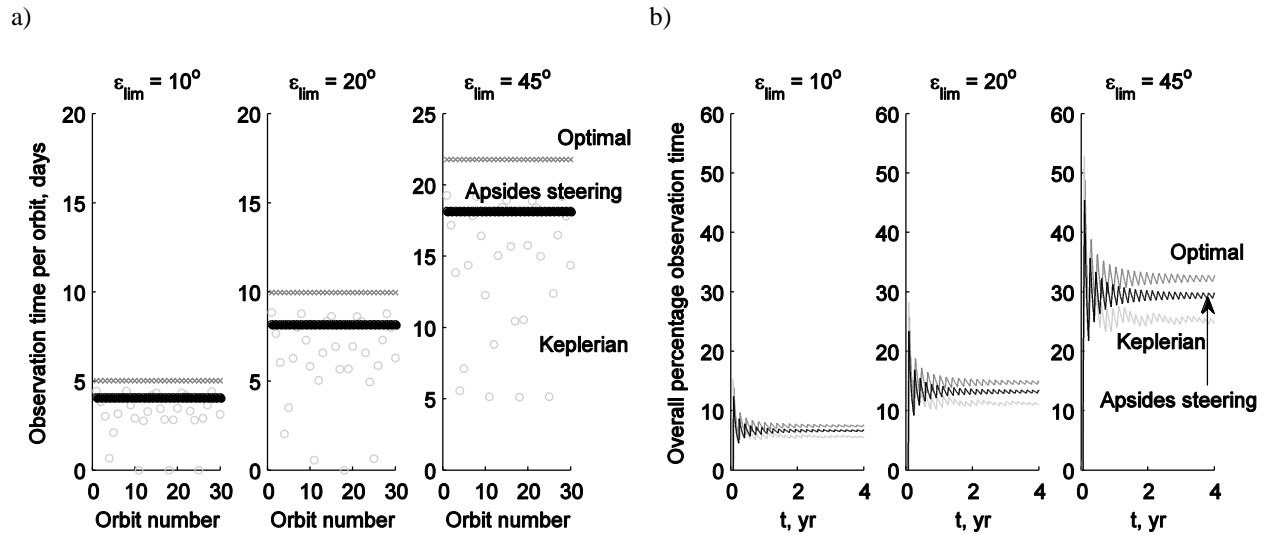 a)
b)
ε_lim = 10°
ε_lim = 20°
ε_lim = 45°
Observation time per orbit, days
20
15
10
5
0
0 10 20 30
Orbit number
20
15
10
5
0
0 10 20 30
Orbit number
25
20
15
10
5
0
0 10 20 30
Orbit number
Optimal
Apsides steering
Keplerian
ε_lim = 10°
ε_lim = 20°
ε_lim = 45°
Overall percentage observation time
60
50
40
30
20
10
0
0 2 4
t, yr
60
50
40
30
20
10
0
0 2 4
t, yr
60
50
40
30
20
10
0
0 2 4
t, yr
Optimal
Keplerian
Apsides steering